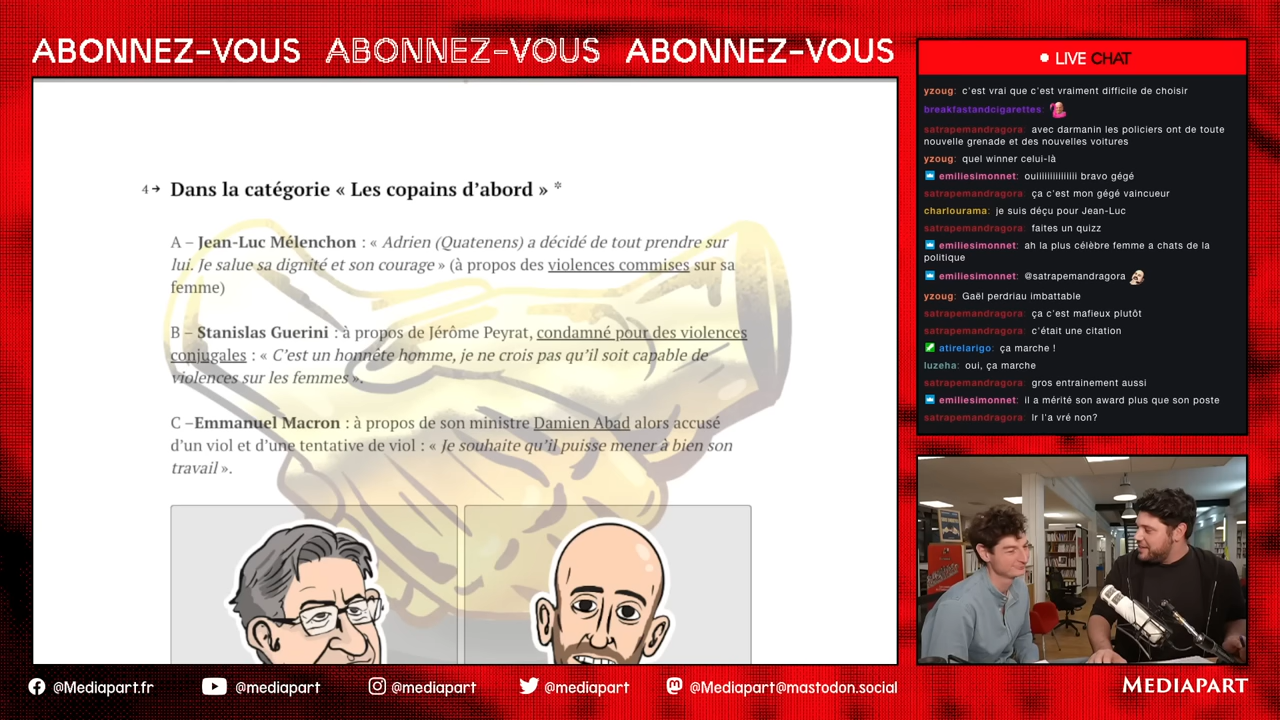 ABONNEZ-VOUS ABONNEZ-VOUS ABONNEZ-VOUS
4→ Dans la catégorie « Les copains d’abord » *
A – Jean-Luc Mélenchon : « Adrien (Quatenens) a décidé de tout prendre sur
lui. Je salue sa dignité et son courage » (à propos des violences commises sur sa
femme)
B – Stanislas Guerini : à propos de Jérôme Peyrat, condamné pour des violences
conjugales : « C’est un honnête homme, je ne crois pas qu’il soit capable de
violences sur les femmes ».
C –Emmanuel Macron : à propos de son ministre Damien Abad alors accusé
d’un viol et d’une tentative de viol : « Je souhaite qu’il puisse mener à bien son
travail ».
LIVE CHAT
yzoug: c’est vrai que c’est vraiment difficile de choisir
breakfastandcigarettes:
satrapemandragora: avec darmanin les policiers ont de toute
nouvelle grenade et des nouvelles voitures
yzoug: quel winner celui-là
emiliesimonnet: ouiiiiiiiiiiiiiii bravo gégé
satrapemandragora: ça c’est mon gégé vaincueur
charlourama: je suis déçu pour Jean-Luc
satrapemandragora: faites un quizz
emiliesimonnet: ah la plus célèbre femme a chats de la
politique
emiliesimonnet: @satrapemandragora
yzoug: Gaël perdriau imbattable
satrapemandragora: ça c’est mafieux plutôt
satrapemandragora: c’était une citation
atirelarigo: ça marche !
luzeha: oui, ça marche
satrapemandragora: gros entrainement aussi
emiliesimonnet: il a mérité son award plus que son poste
satrapemandragora: Ir l’a vré non?
@Mediapart.fr @mediapart @mediapart @mediapart @Mediapart@mastodon.social
MEDIAPART